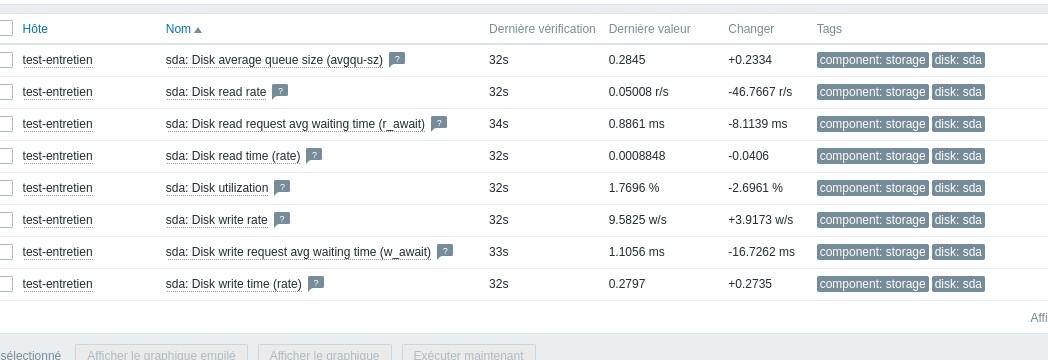 Hôte Nom Dernière vérification Dernière valeur Changer Tags
test-entretien sda: Disk average queue size (avgqu-sz) ? 32s 0.2845 +0.2334 component: storage disk: sda
test-entretien sda: Disk read rate ? 32s 0.05008 r/s -46.7667 r/s component: storage disk: sda
test-entretien sda: Disk read request avg waiting time (r_await) ? 34s 0.8861 ms -8.1139 ms component: storage disk: sda
test-entretien sda: Disk read time (rate) ? 32s 0.0008848 -0.0406 component: storage disk: sda
test-entretien sda: Disk utilization ? 32s 1.7696 % -2.6961 % component: storage disk: sda
test-entretien sda: Disk write rate ? 32s 9.5825 w/s +3.9173 w/s component: storage disk: sda
test-entretien sda: Disk write request avg waiting time (w_await) ? 33s 1.1056 ms -16.7262 ms component: storage disk: sda
test-entretien sda: Disk write time (rate) ? 32s 0.2797 +0.2735 component: storage disk: sda
Affi
sélectionné Afficher le graphique empilé Afficher le graphique Exécuter maintenant